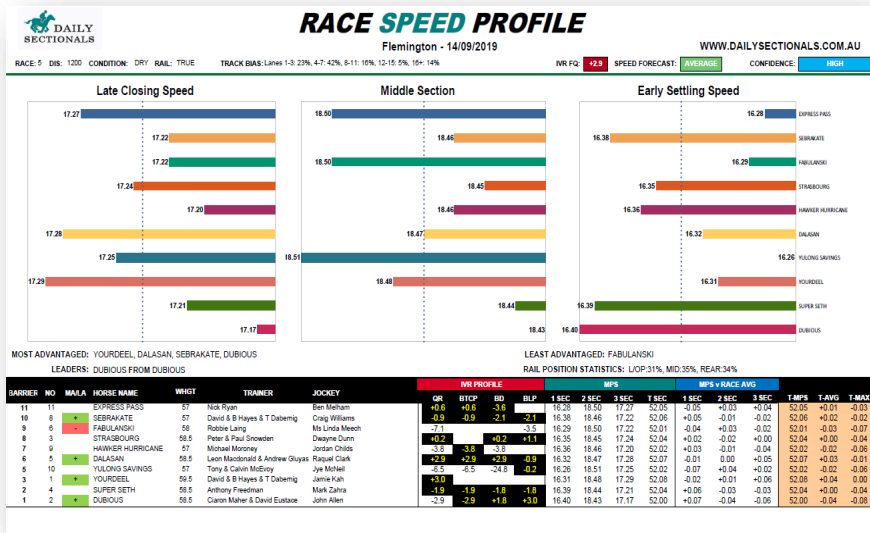 DAILY
SECTIONALS
RACE SPEED PROFILE
Flemington - 14/09/2019
WWW.DAILYSECTIONALS.COM.AU
RACE: 5 DIS: 1200 CONDITION: DRY RAIL: TRUE TRACK BIAS: Lanes 1-3: 23%, 4-7: 42%, 8-11: 16%, 12-15: 5%, 16+: 14% IVR FQ: +2.9 SPEED FORECAST: AVERAGE CONFIDENCE: HIGH
Late Closing Speed Middle Section Early Settling Speed
17.27 18.50 16.28 EXPRESS PASS
17.22 18.46 16.38 SEBRAKATE
17.22 18.50 16.29 FABULANSKI
17.24 18.45 16.35 STRASBOURG
17.20 18.46 16.36 HAWKER HURRICANE
17.28 18.47 16.32 DALASAN
17.25 18.51 16.26 YULONG SAVINGS
17.29 18.48 16.31 YOURDEEL
17.21 18.44 16.39 SUPER SETH
17.17 18.43 16.40 DUBIOUS
MOST ADVANTAGED: YOURDEEL, DALASAN, SEBRAKATE, DUBIOUS LEAST ADVANTAGED: FABULANSKI
LEADERS: DUBIOUS FROM DUBIOUS RAIL POSITION STATISTICS: L/OP:31%, MID:35%, REAR:34%
IVR PROFILE MPS MPS v RACE AVG
BARRIER NO MA/LA HORSE NAME WHGT TRAINER JOCKEY QR BTCP BD BLP 1 SEC 2 SEC 3 SEC T SEC 1 SEC 2 SEC 3 SEC T-MPS T-AVG T-MAX
11 11 EXPRESS PASS 57 Nick Ryan Ben Melham +0.6 +0.6 -3.6 16.28 18.50 17.27 52.05 -0.05 +0.03 +0.04 52.05 +0.01 -0.03
10 8 + SEBRAKATE 57 David & B Hayes & T Dabernig Craig Williams -0.9 -0.9 -2.1 -2.1 16.38 18.46 17.22 52.06 +0.05 -0.01 -0.02 52.06 +0.02 -0.02
9 6 - FABULANSKI 58 Robbie Laing Ms Linda Meech -7.1 -3.5 16.29 18.50 17.22 52.01 -0.04 +0.03 -0.02 52.01 -0.03 -0.07
8 3 STRASBOURG 58.5 Peter & Paul Snowden Dwayne Dunn +0.2 +0.2 +1.1 16.35 18.45 17.24 52.04 +0.02 -0.02 +0.00 52.04 +0.00 -0.04
7 9 HAWKER HURRICANE 57 Michael Moroney Jordan Childs -3.8 -3.8 -3.8 16.36 18.46 17.20 52.02 +0.03 -0.01 -0.04 52.02 -0.02 -0.06
6 5 + DALASAN 58.5 Leon Macdonald & Andrew Gluyas Raquel Clark +2.9 +2.9 +2.9 -0.9 16.32 18.47 17.28 52.07 -0.01 0.00 +0.05 52.07 +0.03 -0.01
5 10 YULONG SAVINGS 57 Tony & Calvin McEvoy Jye McNeil -6.5 -6.5 -24.8 -0.2 16.26 18.51 17.25 52.02 -0.07 +0.04 +0.02 52.02 -0.02 -0.06
3 1 + YOURDEEL 59.5 David & B Hayes & T Dabernig Jamie Kah +3.0 16.31 18.48 17.29 52.08 -0.02 +0.01 +0.06 52.08 +0.04 0.00
2 4 SUPER SETH 58.5 Anthony Freedman Mark Zahra -1.9 -1.9 -1.8 -1.8 16.39 18.44 17.21 52.04 +0.06 -0.03 -0.03 52.04 +0.00 -0.04
1 2 + DUBIOUS 58.5 Ciaron Maher & David Eustace John Allen -2.9 -2.9 +1.8 +3.0 16.40 18.43 17.17 52.00 +0.07 -0.04 -0.06 52.00 -0.04 -0.08